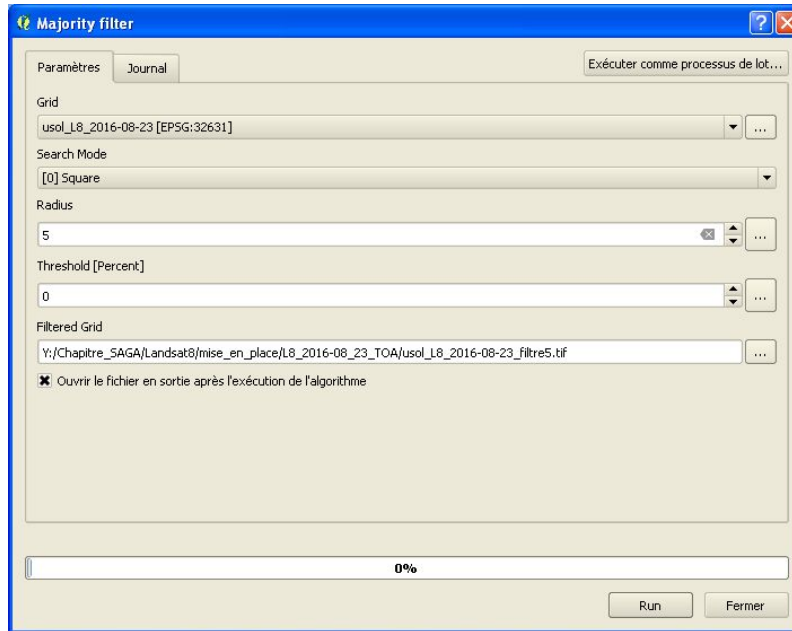 Majority filter
Paramètres
Journal
Exécuter comme processus de lot...
Grid
usol_L8_2016-08-23 [EPSG:32631]
...
Search Mode
[0] Square
Radius
5
...
Threshold [Percent]
0
...
Filtered Grid
Y:/Chapitre_SAGA/Landsat8/mise_en_place/L8_2016-08_23_TOA/usol_L8_2016-08-23_filtre5.tif
...
Ouvrir le fichier en sortie après l'exécution de l'algorithme
0%
Run
Fermer